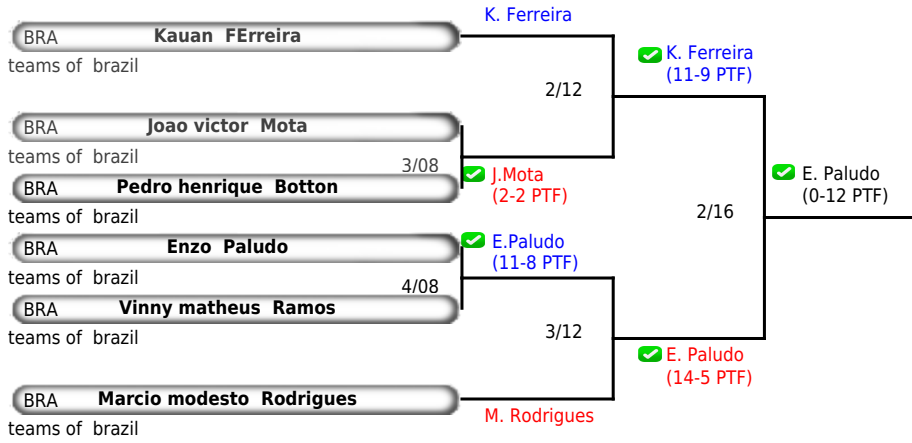 K. Ferreira
BRA Kauan FErreira
teams of brazil
K. Ferreira
(11-9 PTF)
2/12
BRA Joao victor Mota
teams of brazil
3/08
J.Mota
(2-2 PTF)
BRA Pedro henrique Botton
teams of brazil
E. Paludo
(0-12 PTF)
2/16
BRA Enzo Paludo
teams of brazil
E.Paludo
(11-8 PTF)
4/08
BRA Vinny matheus Ramos
teams of brazil
3/12
E. Paludo
(14-5 PTF)
BRA Marcio modesto Rodrigues
teams of brazil
M. Rodrigues